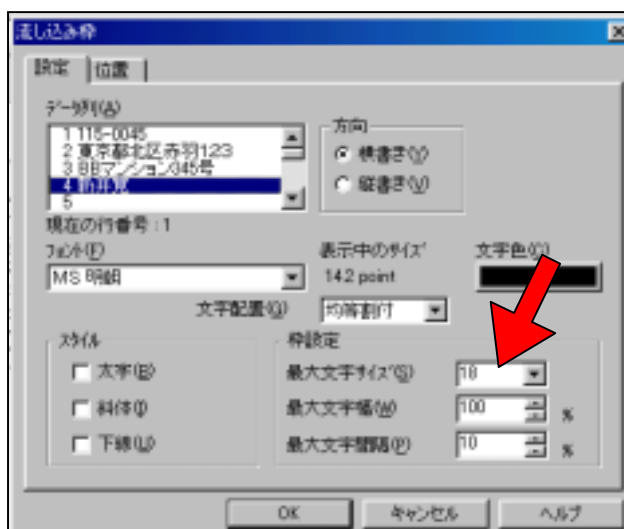 流し込み枠
設定 位置
データ列(A)
1 115-0045
2 東京都北区赤羽123
3 BBマンション345号
4 新井寛
5
現在の行番号：1
方向
横書き(Y)
縦書き(V)
フォント(F)
MS 明朝
表示中のサイズ
14.2 point
文字色(C)
文字配置(Q) 均等割付
スタイル
太字(B)
斜体(I)
下線(U)
枠設定
最大文字サイズ(S) 18
最大文字幅(W) 100 %
最大文字間隔(P) 10 %
OK キャンセル ヘルプ